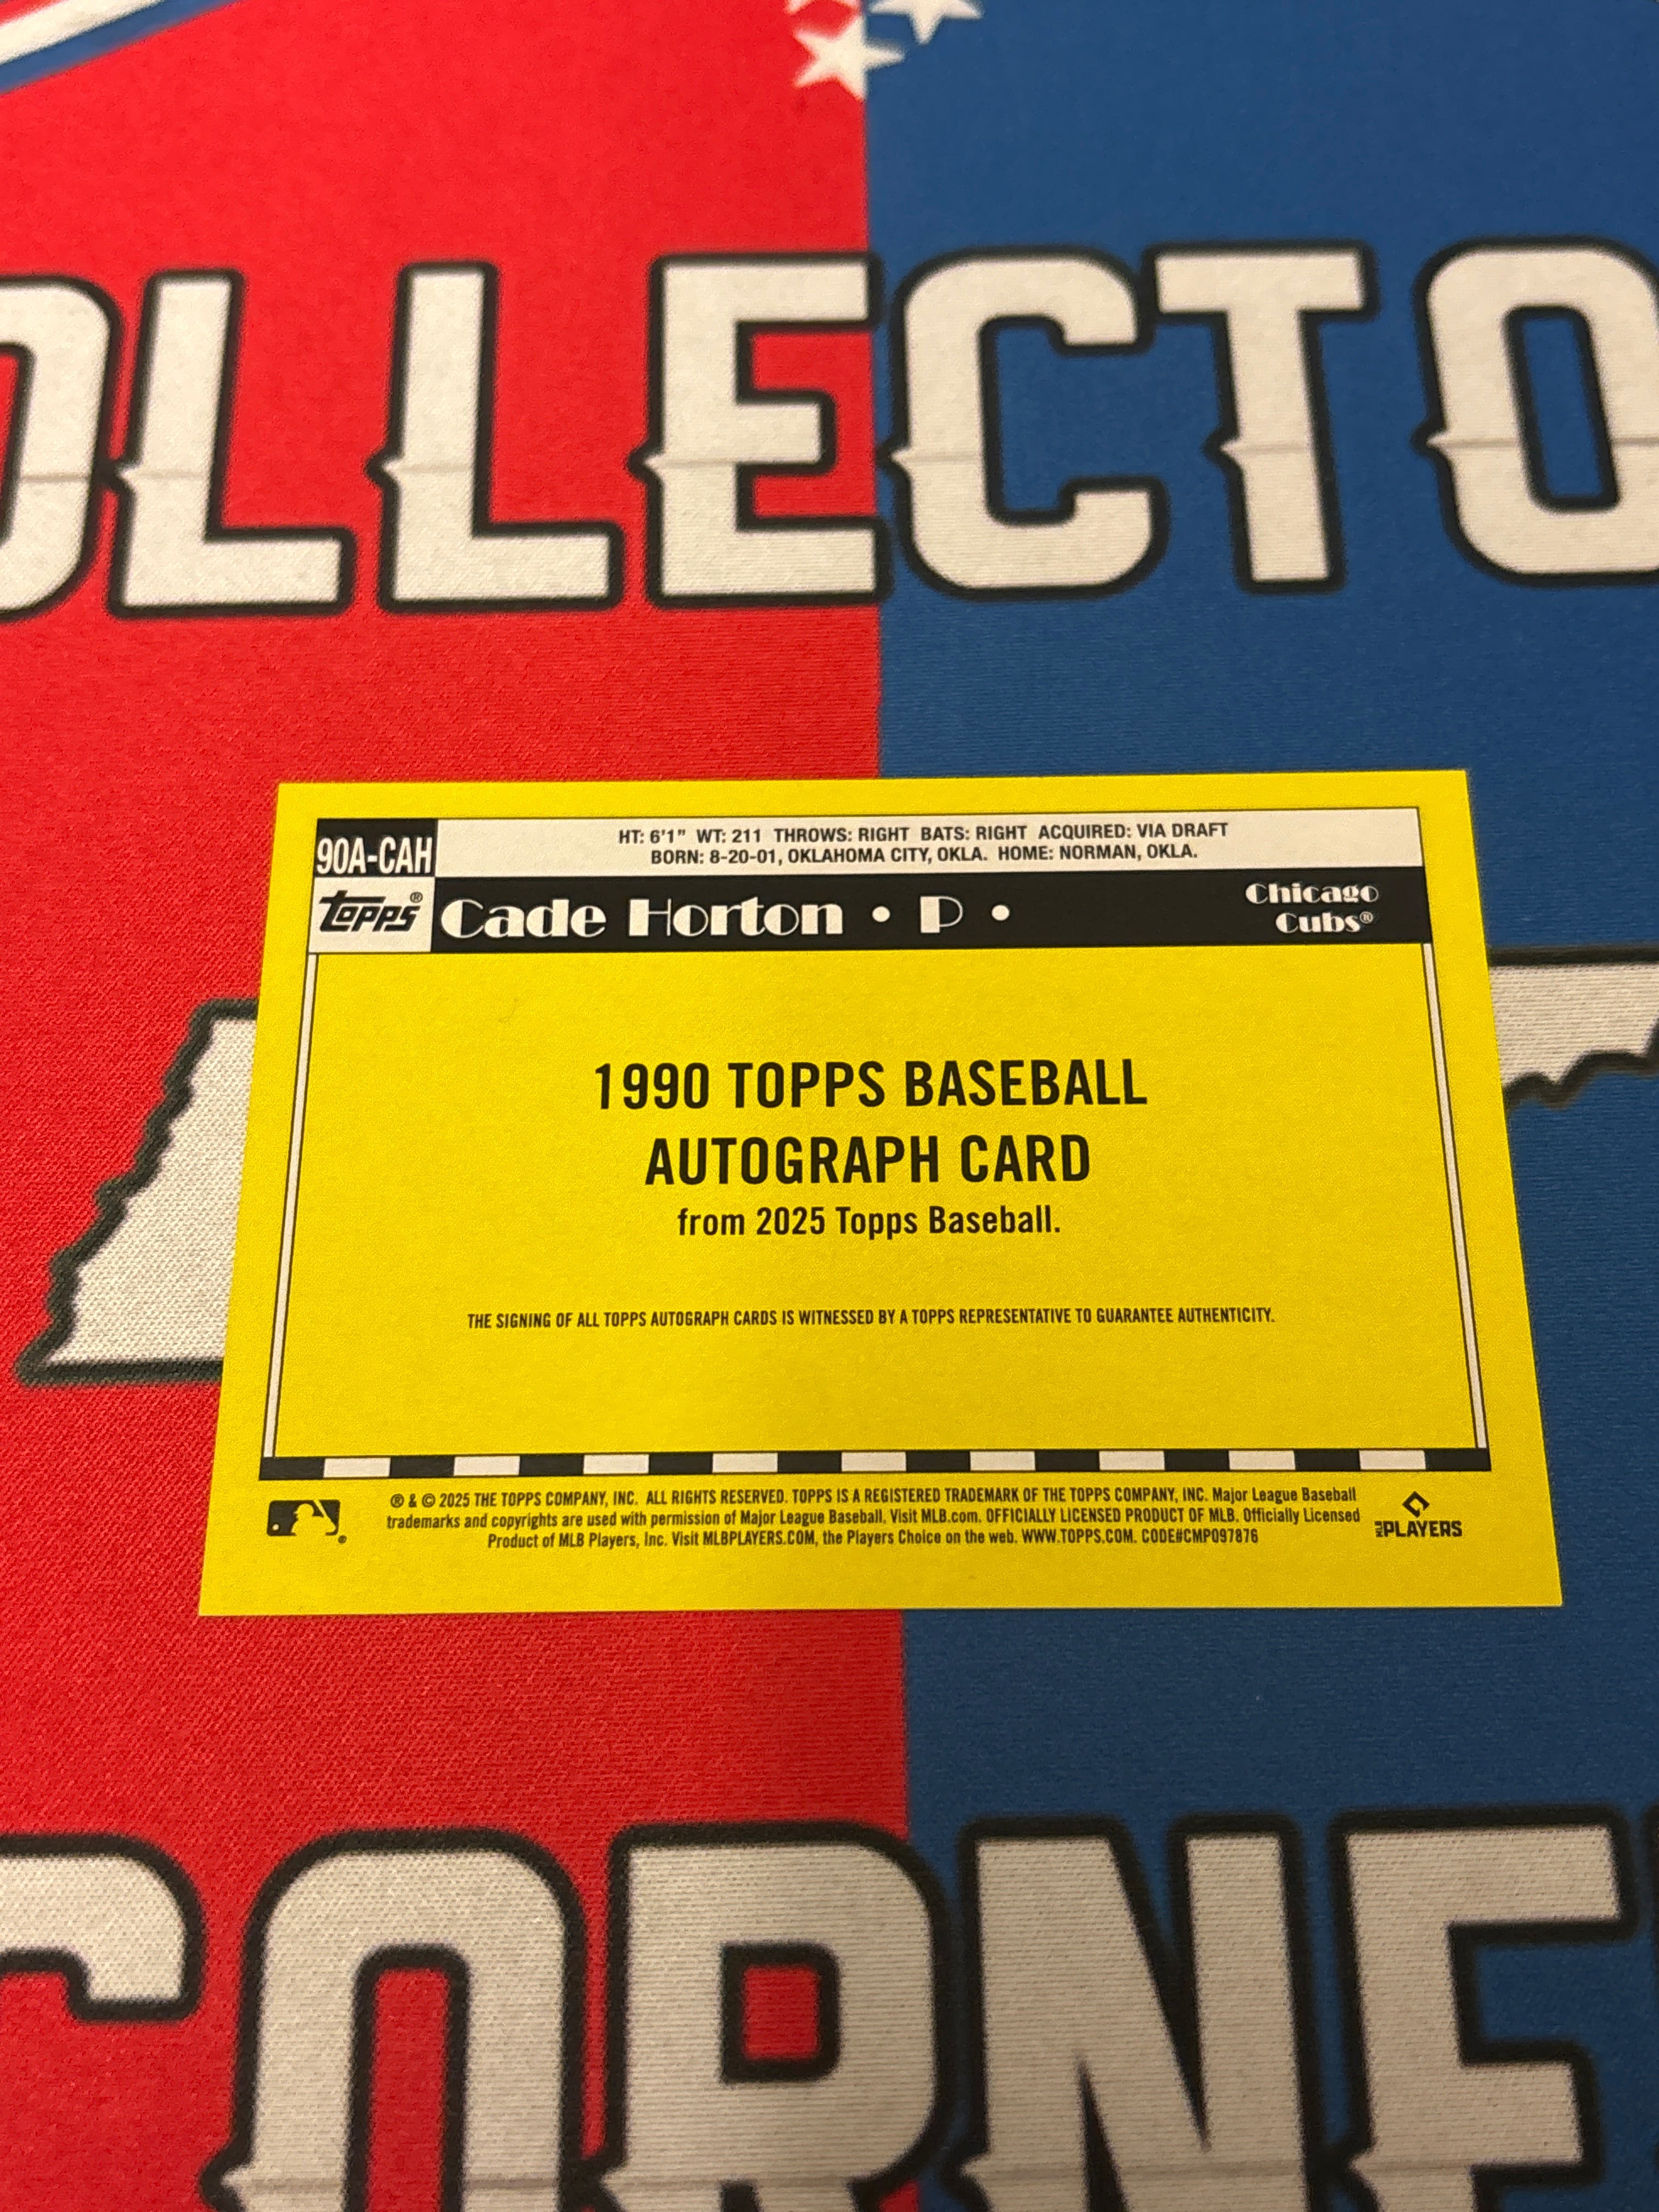 OLLECTO
90A-CAH
HT: 6'1" WT: 211 THROWS: RIGHT BATS: RIGHT ACQUIRED: VIA DRAFT
BORN: 8-20-01, OKLAHOMA CITY, OKLA. HOME: NORMAN, OKLA.
topps®
Cade Horton • P •
Chicago
Cubs®
1990 TOPPS BASEBALL
AUTOGRAPH CARD
from 2025 Topps Baseball.
THE SIGNING OF ALL TOPPS AUTOGRAPH CARDS IS WITNESSED BY A TOPPS REPRESENTATIVE TO GUARANTEE AUTHENTICITY.
® & © 2025 THE TOPPS COMPANY, INC. ALL RIGHTS RESERVED. TOPPS IS A REGISTERED TRADEMARK OF THE TOPPS COMPANY, INC. Major League Baseball
trademarks and copyrights are used with permission of Major League Baseball. Visit MLB.com. OFFICIALLY LICENSED PRODUCT OF MLB. Officially Licensed
Product of MLB Players, Inc. Visit MLBPLAYERS.COM, the Players Choice on the web. WWW.TOPPS.COM. CODE#CMP097876
MLB PLAYERS
CORNE